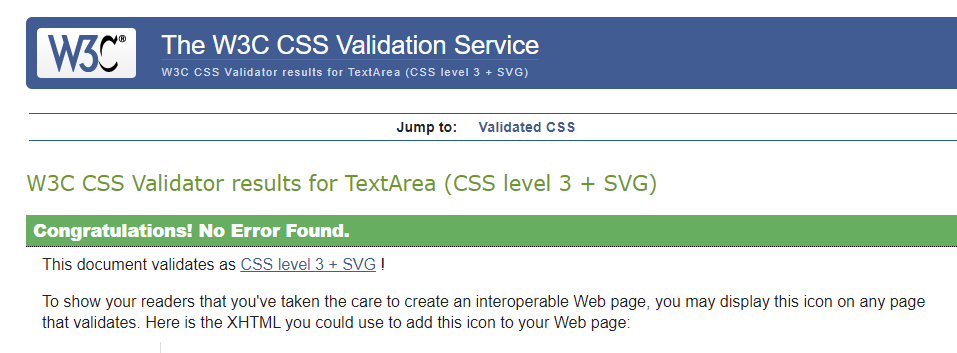 W3C®
The W3C CSS Validation Service
W3C CSS Validator results for TextArea (CSS level 3 + SVG)
Jump to: Validated CSS
W3C CSS Validator results for TextArea (CSS level 3 + SVG)
Congratulations! No Error Found.
This document validates as CSS level 3 + SVG !
To show your readers that you've taken the care to create an interoperable Web page, you may display this icon on any page
that validates. Here is the XHTML you could use to add this icon to your Web page: